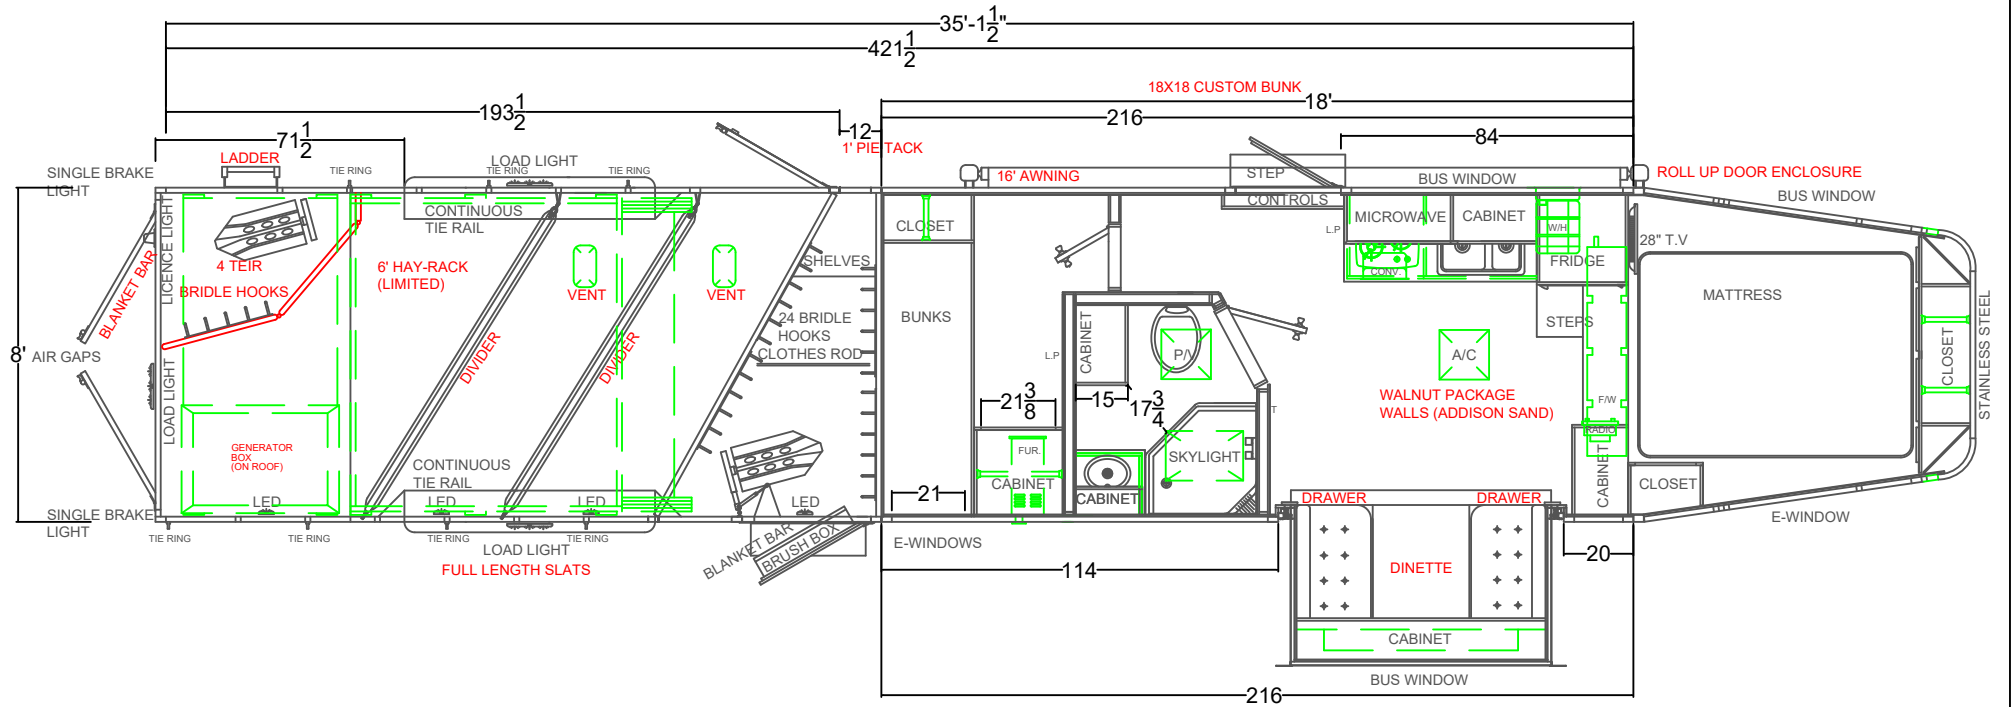 35'-1 1/2"
421 1/2
18X18 CUSTOM BUNK
193 1/2
18'
12
216
84
71 1/2
1' PIE TACK
LADDER
SINGLE BRAKE
LIGHT
TIE RING
LOAD LIGHT
TIE RING
TIE RING
16' AWNING
STEP
BUS WINDOW
ROLL UP DOOR ENCLOSURE
BUS WINDOW
LICENCE LIGHT
CONTINUOUS
TIE RAIL
CLOSET
CONTROLS
MICROWAVE
CABINET
W/H
L.P
28" T.V
BLANKET BAR
4 TEIR
BRIDLE HOOKS
6' HAY-RACK
(LIMITED)
VENT
VENT
SHELVES
CONV.
FRIDGE
MATTRESS
8'
AIR GAPS
DIVIDER
DIVIDER
24 BRIDLE
HOOKS
CLOTHES ROD
BUNKS
L.P
CABINET
P/V
A/C
STEPS
CLOSET
STAINLESS STEEL
LOAD LIGHT
21 3/8
15
17 3/4
T
WALNUT PACKAGE
WALLS (ADDISON SAND)
F/W
RADIO
GENERATOR
BOX
(ON ROOF)
CONTINUOUS
TIE RAIL
FUR.
SKYLIGHT
CABINET
CABINET
CABINET
CLOSET
LED
LED
LED
LED
21
DRAWER
DRAWER
SINGLE BRAKE
LIGHT
TIE RING
TIE RING
TIE RING
LOAD LIGHT
TIE RING
BLANKET BAR
BRUSH BOX
E-WINDOWS
E-WINDOW
20
FULL LENGTH SLATS
114
DINETTE
CABINET
BUS WINDOW
216